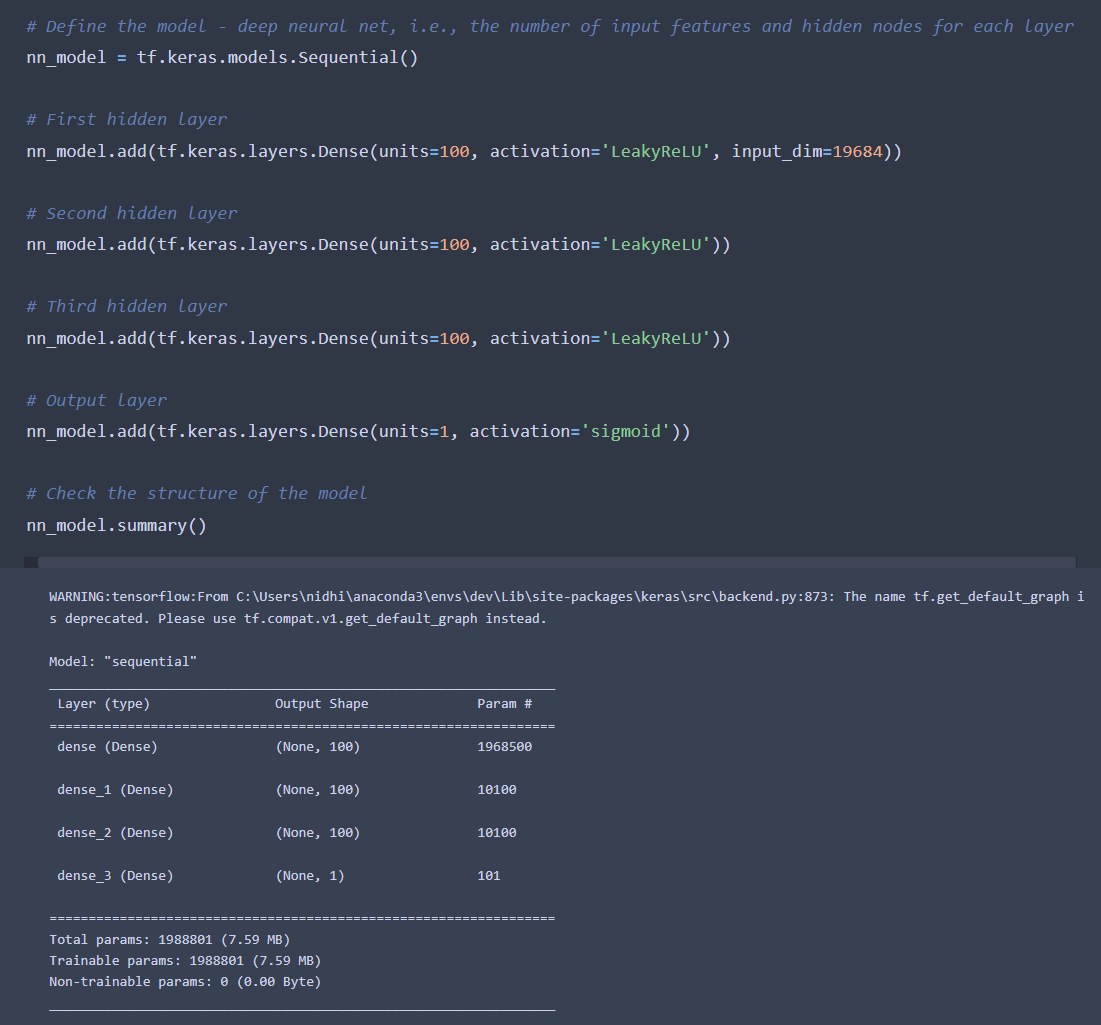 # Define the model - deep neural net, i.e., the number of input features and hidden nodes for each layer
nn_model = tf.keras.models.Sequential()
# First hidden layer
nn_model.add(tf.keras.layers.Dense(units=100, activation='LeakyReLU', input_dim=19684))
# Second hidden layer
nn_model.add(tf.keras.layers.Dense(units=100, activation='LeakyReLU'))
# Third hidden layer
nn_model.add(tf.keras.layers.Dense(units=100, activation='LeakyReLU'))
# Output layer
nn_model.add(tf.keras.layers.Dense(units=1, activation='sigmoid'))
# Check the structure of the model
nn_model.summary()
WARNING:tensorflow:From C:\Users\nidhi\anaconda3\envs\dev\Lib\site-packages\keras\src\backend.py:873: The name tf.get_default_graph i
s deprecated. Please use tf.compat.v1.get_default_graph instead.
Model: "sequential"
_________________________________________________________________
Layer (type) Output Shape Param #
=================================================================
dense (Dense) (None, 100) 1968500
dense_1 (Dense) (None, 100) 10100
dense_2 (Dense) (None, 100) 10100
dense_3 (Dense) (None, 1) 101
=================================================================
Total params: 1988801 (7.59 MB)
Trainable params: 1988801 (7.59 MB)
Non-trainable params: 0 (0.00 Byte)
_________________________________________________________________